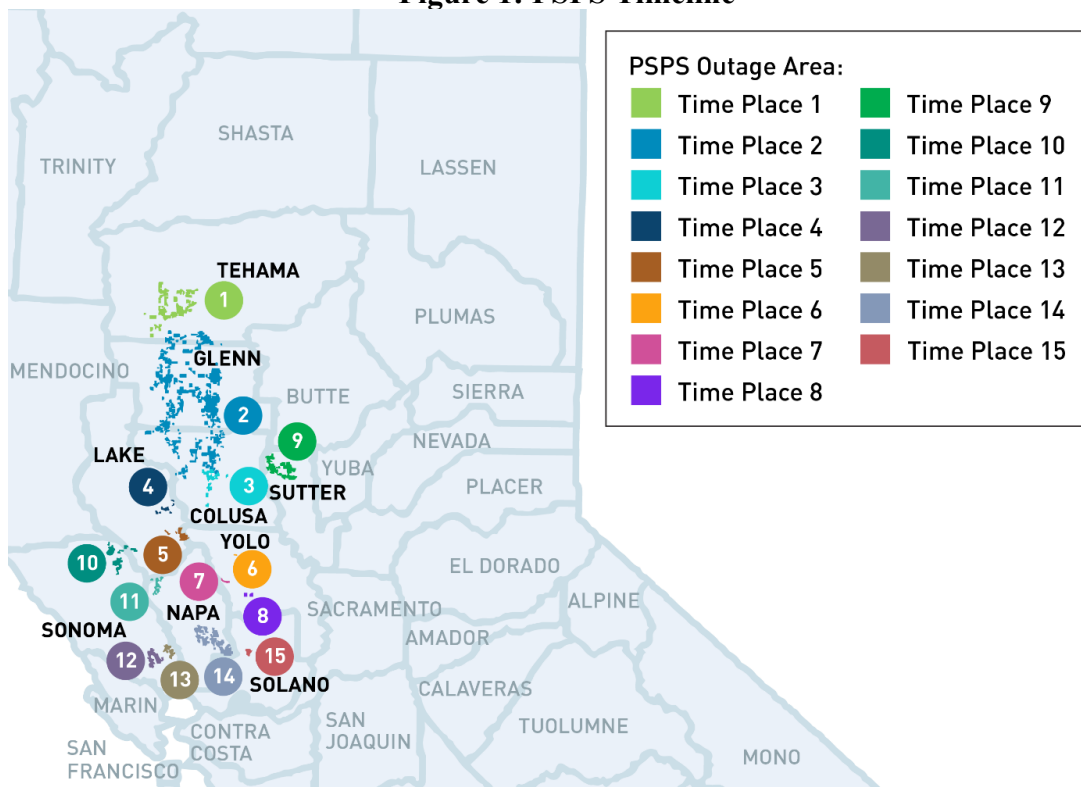 Figure 1: PSPS Timeline
PSPS Outage Area:
Time Place 1
Time Place 2
Time Place 3
Time Place 4
Time Place 5
Time Place 6
Time Place 7
Time Place 8
Time Place 9
Time Place 10
Time Place 11
Time Place 12
Time Place 13
Time Place 14
Time Place 15
SHASTA
TRINITY
LASSEN
TEHAMA
1
PLUMAS
GLENN
MENDOCINO
BUTTE
SIERRA
2
9
NEVADA
LAKE
YUBA
4
3
SUTTER
PLACER
COLUSA
YOLO
10
5
6
EL DORADO
7
11
NAPA
8
SACRAMENTO
ALPINE
SONOMA
AMADOR
12
13
14
15
SOLANO
CALAVERAS
MARIN
CONTRA
COSTA
SAN
JOAQUIN
TUOLUMNE
SAN
FRANCISCO
MONO